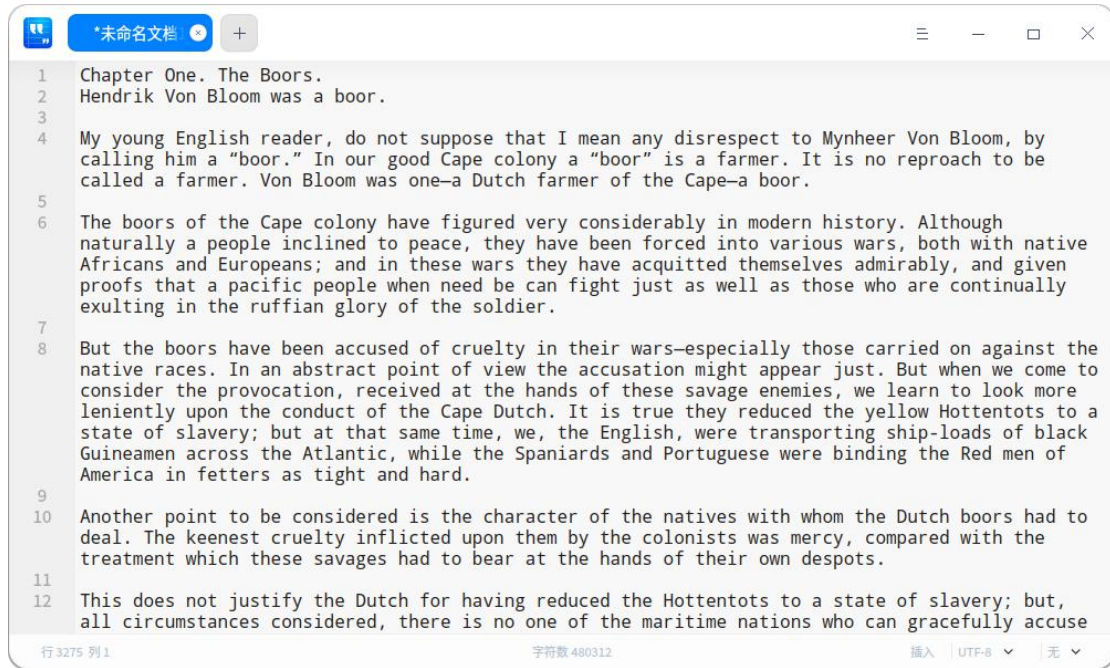 *未命名文档
1 Chapter One. The Boors.
2 Hendrik Von Bloom was a boor.
3
4 My young English reader, do not suppose that I mean any disrespect to Mynheer Von Bloom, by
calling him a “boor.” In our good Cape colony a “boor” is a farmer. It is no reproach to be
called a farmer. Von Bloom was one—a Dutch farmer of the Cape—a boor.
5
6 The boors of the Cape colony have figured very considerably in modern history. Although
naturally a people inclined to peace, they have been forced into various wars, both with native
Africans and Europeans; and in these wars they have acquitted themselves admirably, and given
proofs that a pacific people when need be can fight just as well as those who are continually
exulting in the ruffian glory of the soldier.
7
8 But the boors have been accused of cruelty in their wars—especially those carried on against the
native races. In an abstract point of view the accusation might appear just. But when we come to
consider the provocation, received at the hands of these savage enemies, we learn to look more
leniently upon the conduct of the Cape Dutch. It is true they reduced the yellow Hottentots to a
state of slavery; but at that same time, we, the English, were transporting ship-loads of black
Guineamen across the Atlantic, while the Spaniards and Portuguese were binding the Red men of
America in fetters as tight and hard.
9
10 Another point to be considered is the character of the natives with whom the Dutch boors had to
deal. The keenest cruelty inflicted upon them by the colonists was mercy, compared with the
treatment which these savages had to bear at the hands of their own despots.
11
12 This does not justify the Dutch for having reduced the Hottentots to a state of slavery; but,
all circumstances considered, there is no one of the maritime nations who can gracefully accuse
行 3275 列 1 字符数 480312 插入 UTF-8 无